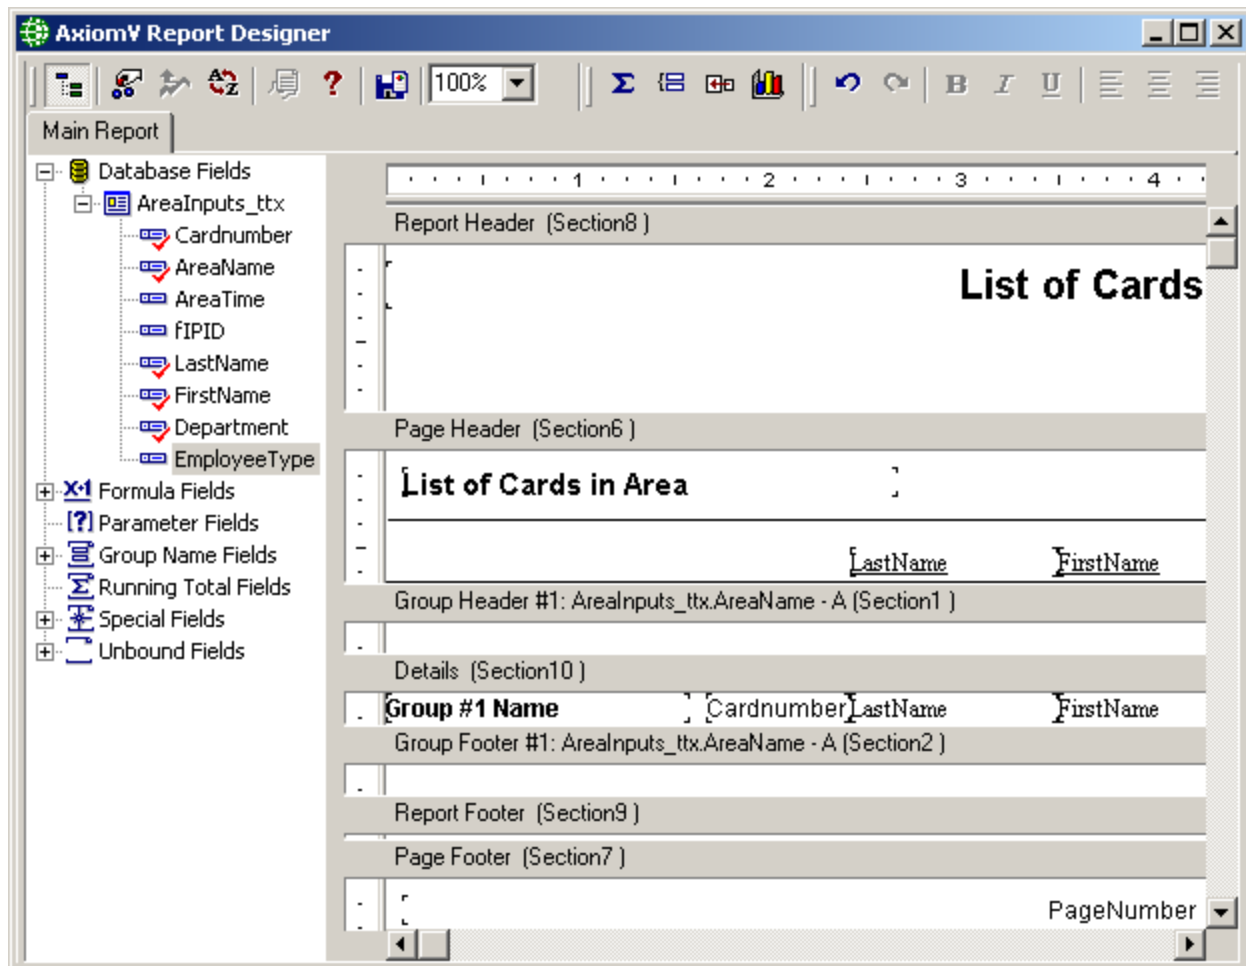 AxiomV Report Designer
100%
Main Report
Database Fields
AreaInputs_ttx
Cardnumber
AreaName
AreaTime
fIPID
LastName
FirstName
Department
EmployeeType
Formula Fields
Parameter Fields
Group Name Fields
Running Total Fields
Special Fields
Unbound Fields
1 2 3 4
Report Header (Section8 )
List of Cards
Page Header (Section6 )
List of Cards in Area
LastName FirstName
Group Header #1: AreaInputs_ttx.AreaName - A (Section1 )
Details (Section10 )
Group #1 Name Cardnumber LastName FirstName
Group Footer #1: AreaInputs_ttx.AreaName - A (Section2 )
Report Footer (Section9 )
Page Footer (Section7 )
PageNumber